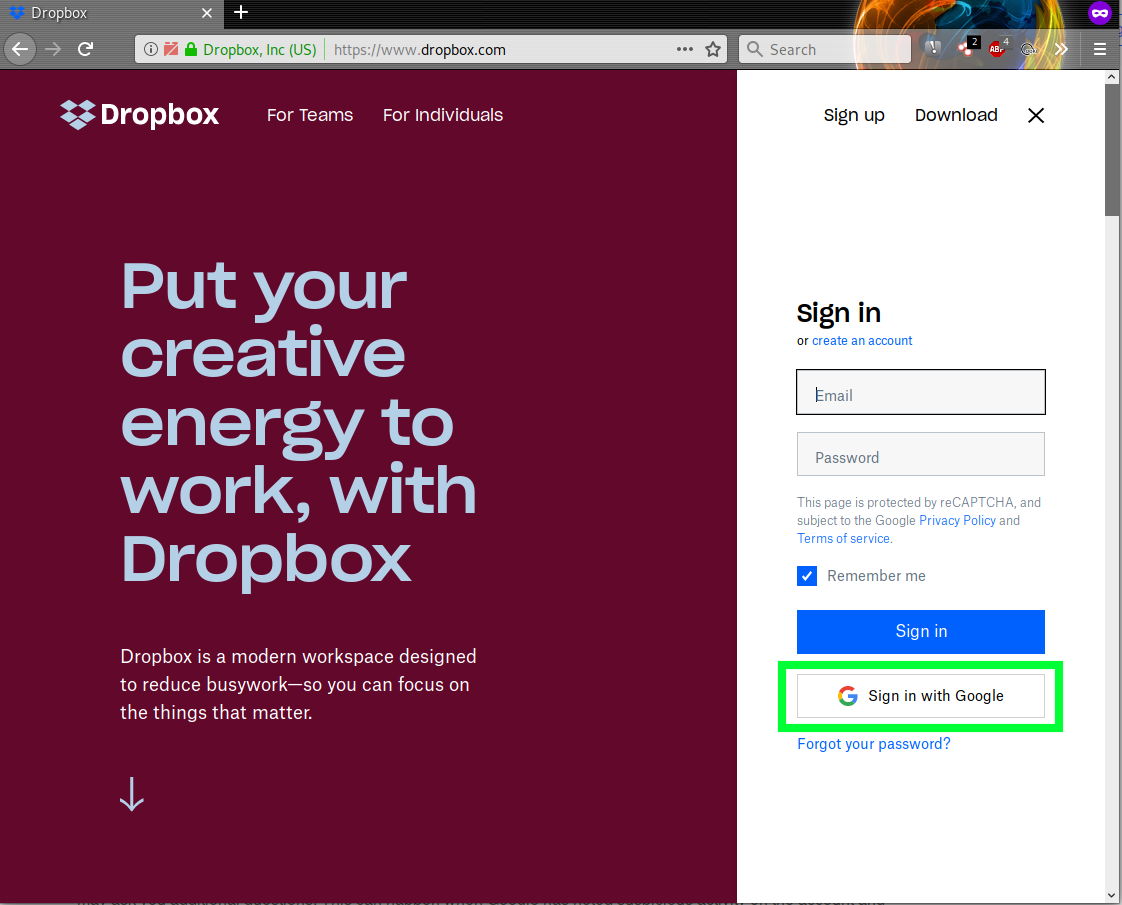 Dropbox
Dropbox, Inc (US) https://www.dropbox.com
Search
2
4
ABP
Dropbox
For Teams
For Individuals
Sign up
Download
Put your
creative
energy to
work, with
Dropbox
Dropbox is a modern workspace designed
to reduce busywork—so you can focus on
the things that matter.
Sign in
or create an account
Email
Password
This page is protected by reCAPTCHA, and
subject to the Google Privacy Policy and
Terms of service.
Remember me
Sign in
Sign in with Google
Forgot your password?